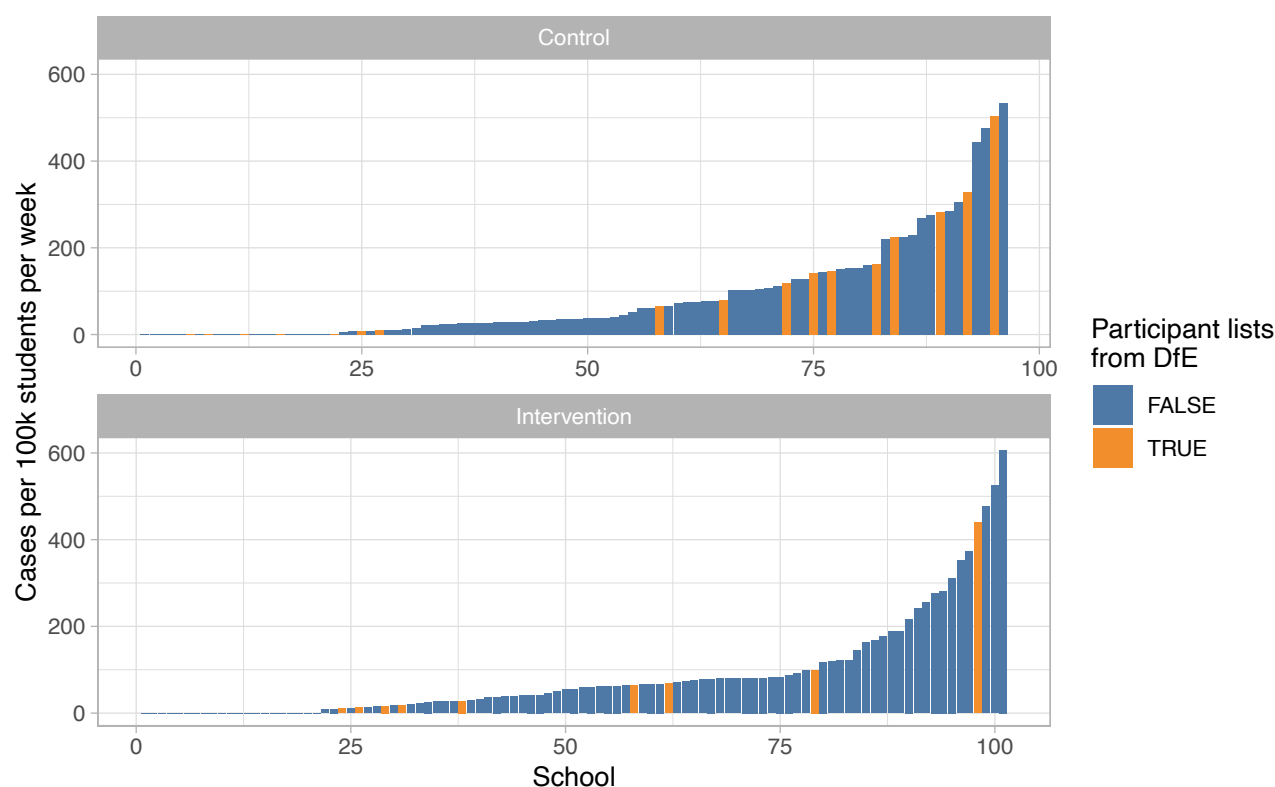 Control
600
400
200
0
0 25 50 75 100
Intervention
600
400
200
0
0 25 50 75 100
School
Cases per 100k students per week
Participant lists
from DfE
FALSE
TRUE